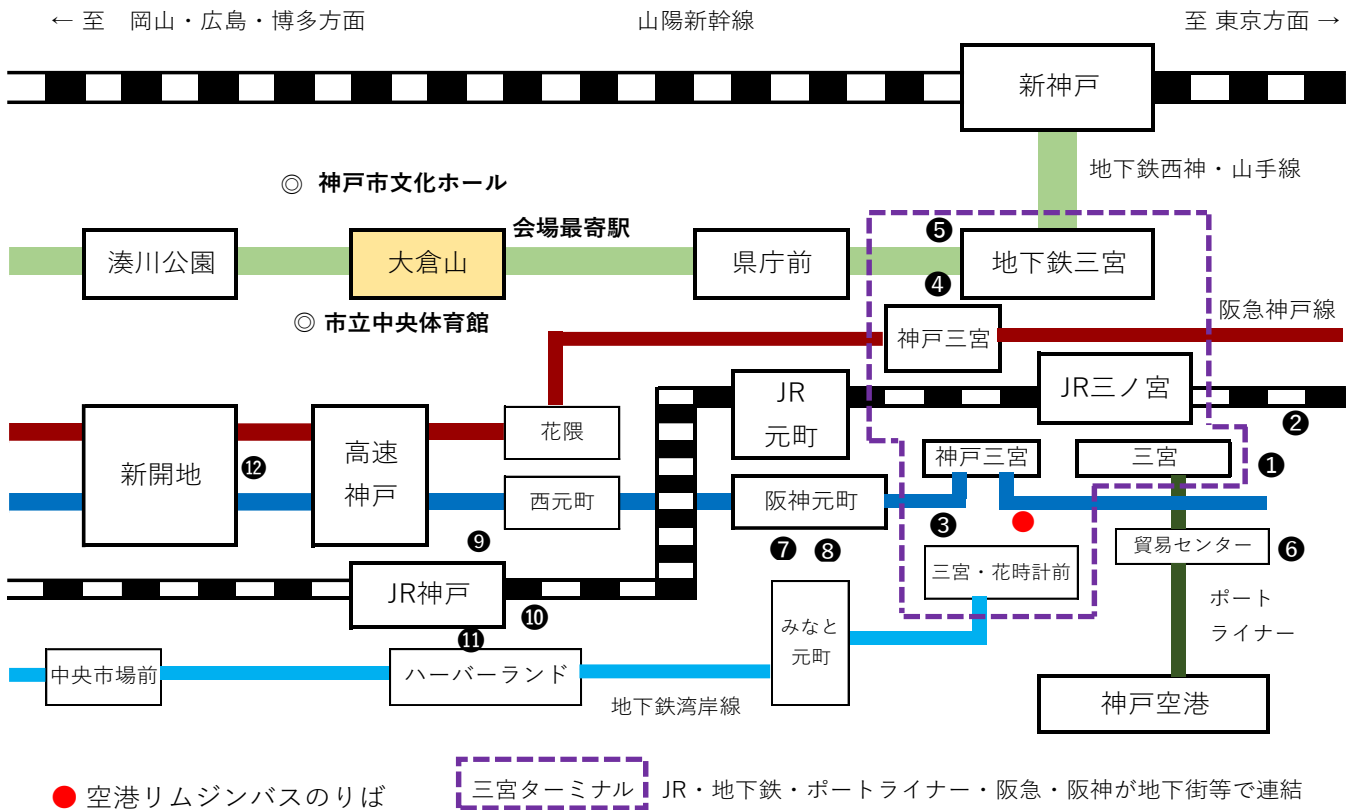 ← 至　岡山・広島・博多方面
山陽新幹線
至 東京方面 →
新神戸
地下鉄西神・山手線
◎ 神戸市文化ホール
会場最寄駅
❺
湊川公園
大倉山
県庁前
地下鉄三宮
❹
◎ 市立中央体育館
阪急神戸線
神戸三宮
JR
元町
JR三ノ宮
❷
花隈
高速
神戸
新開地
⓬
神戸三宮
三宮
❶
西元町
阪神元町
❸
❾
❼
❽
貿易センター
❻
三宮・花時計前
JR神戸
❿
ポート
ライナー
みなと
元町
⓫
中央市場前
ハーバーランド
地下鉄湾岸線
神戸空港
● 空港リムジンバスのりば
三宮ターミナル
JR・地下鉄・ポートライナー・阪急・阪神が地下街等で連結